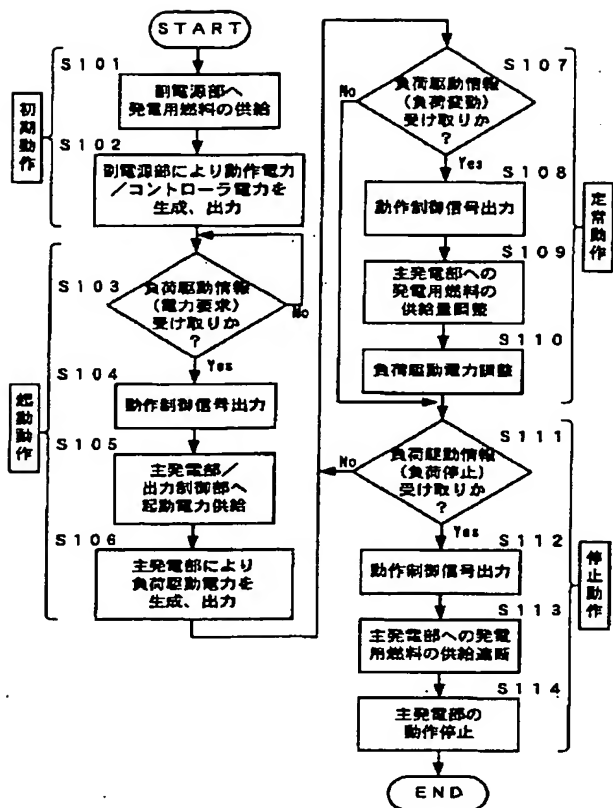 START
初期動作
S101
副電源部へ
発電用燃料の供給
S102
副電源部により動作電力
/コントローラ電力を
生成、出力
起動動作
S103
負荷駆動情報
(電力要求)
受け取りか
?
No
Yes
S104
動作制御信号出力
S105
主発電部/
出力制御部へ
起動電力供給
S106
主発電部により
負荷駆動電力を
生成、出力
定常動作
S107
負荷駆動情報
(負荷変動)
受け取りか
?
No
Yes
S108
動作制御信号出力
S109
主発電部への
発電用燃料の
供給量調整
S110
負荷駆動電力調整
停止動作
S111
負荷駆動情報
(負荷停止)
受け取りか
?
No
Yes
S112
動作制御信号出力
S113
主発電部への発電
用燃料の供給遮断
S114
主発電部の
動作停止
END